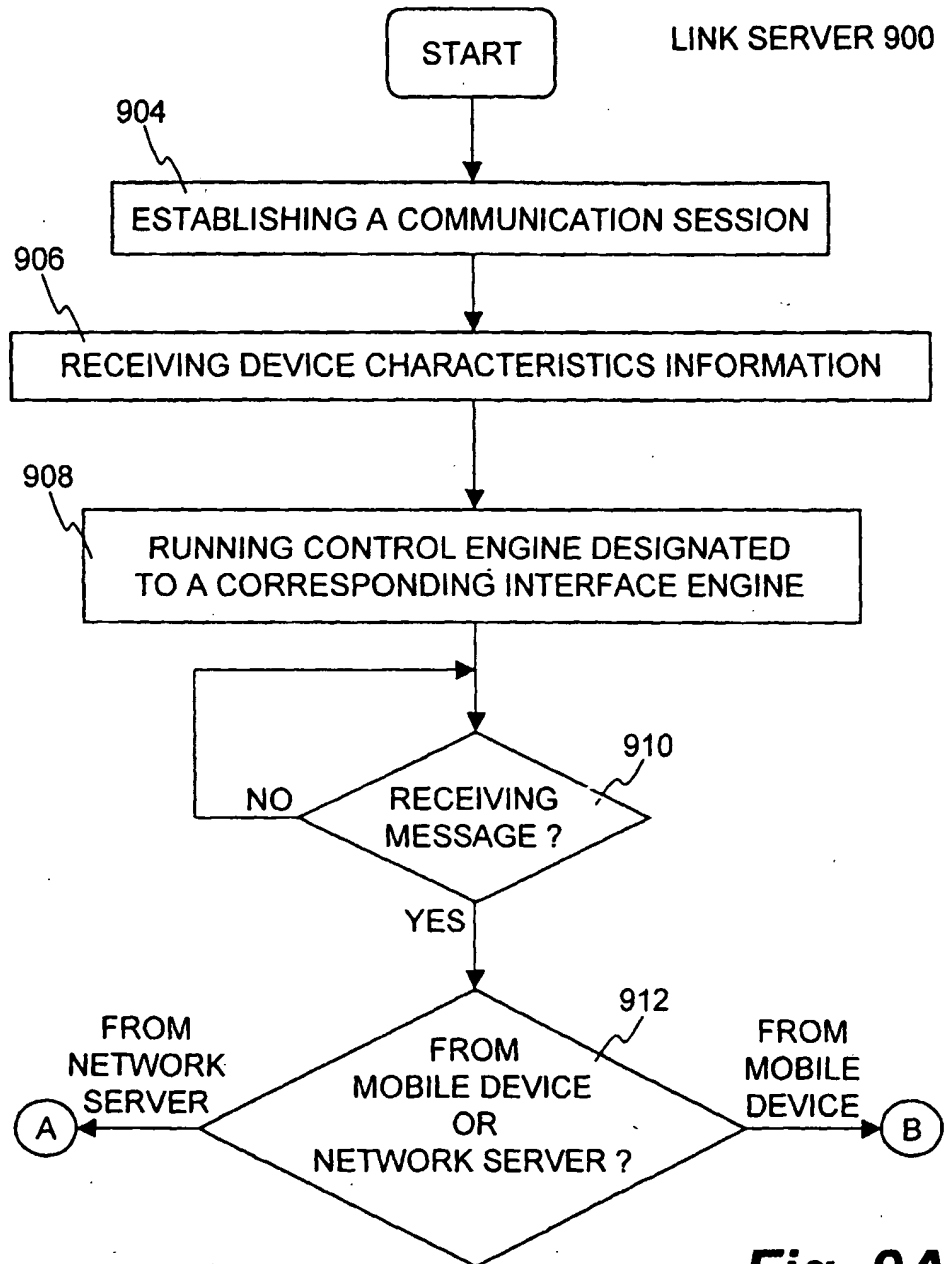 START
LINK SERVER 900
904
ESTABLISHING A COMMUNICATION SESSION
906
RECEIVING DEVICE CHARACTERISTICS INFORMATION
908
RUNNING CONTROL ENGINE DESIGNATED
TO A CORRESPONDING INTERFACE ENGINE
910
RECEIVING
MESSAGE ?
NO
YES
912
FROM
MOBILE DEVICE
OR
NETWORK SERVER ?
FROM
NETWORK
SERVER
A
FROM
MOBILE
DEVICE
B
Fig. 9A